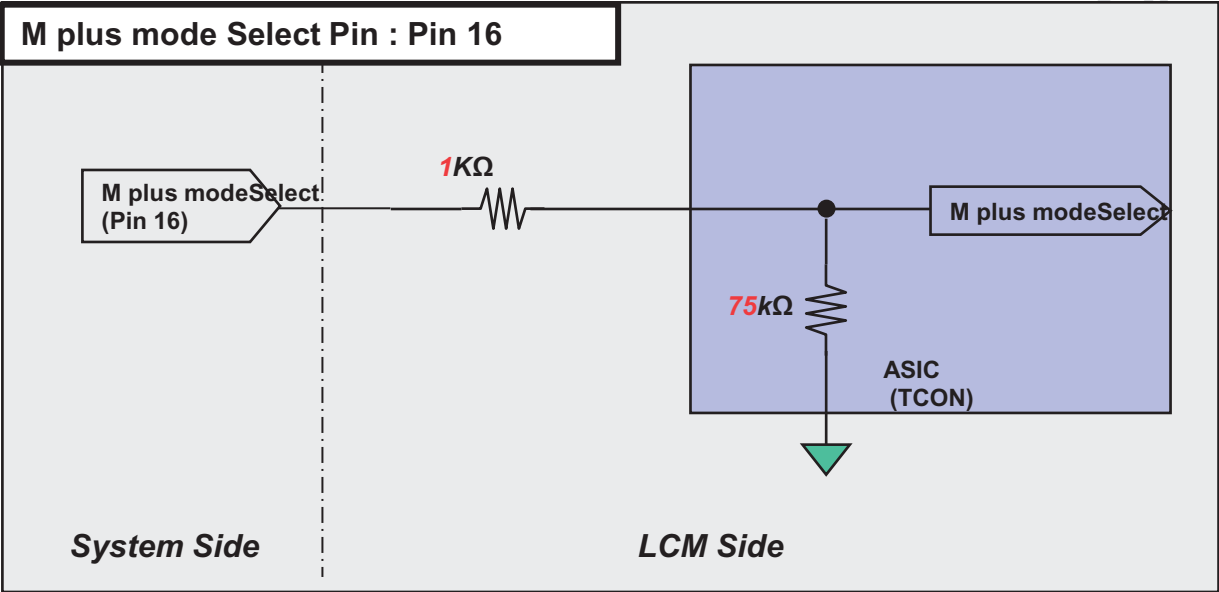 M plus mode Select Pin : Pin 16
1KΩ
M plus modeSelect
(Pin 16)
M plus modeSelect
75kΩ
ASIC
(TCON)
System Side
LCM Side